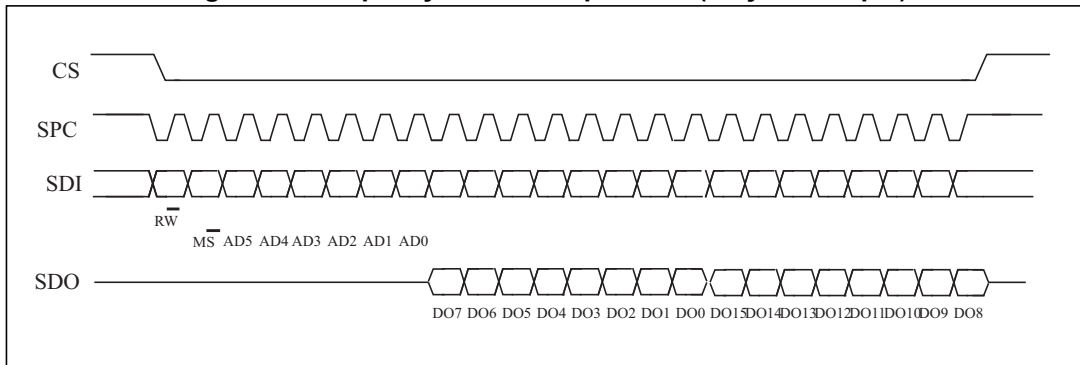 CS
SPC
SDI
RW
MS AD5 AD4 AD3 AD2 AD1 AD0
SDO
DO7 DO6 DO5 DO4 DO3 DO2 DO1 DO0 DO15 DO14 DO13 DO12 DO11 DO10 DO9 DO8